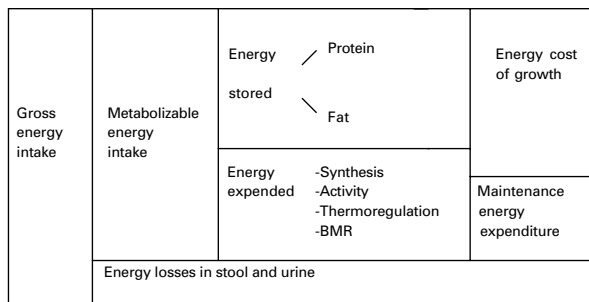 Gross
energy
intake
Metabolizable
energy
intake
Energy
stored
Protein
Fat
Energy
expended
-Synthesis
-Activity
-Thermoregulation
-BMR
Energy cost
of growth
Maintenance
energy
expenditure
Energy losses in stool and urine